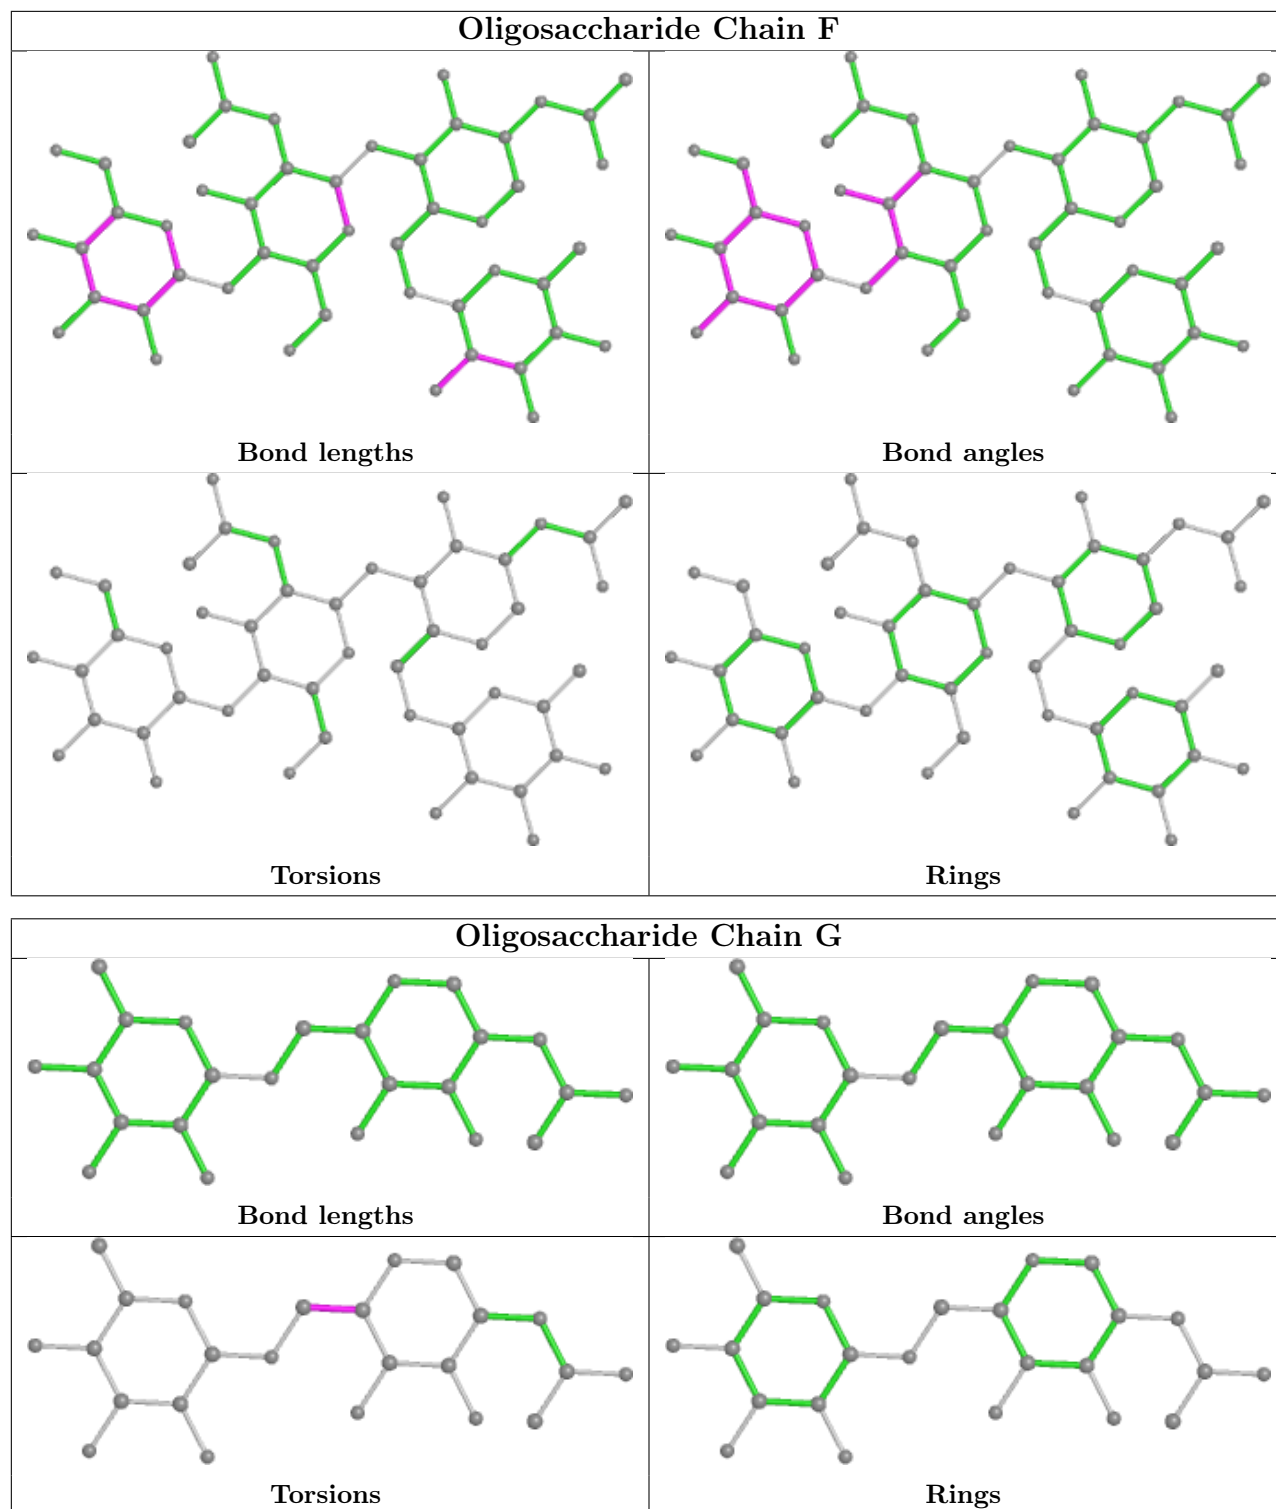 Oligosaccharide Chain F
Bond lengths
Bond angles
Torsions
Rings
Oligosaccharide Chain G
Bond lengths
Bond angles
Torsions
Rings